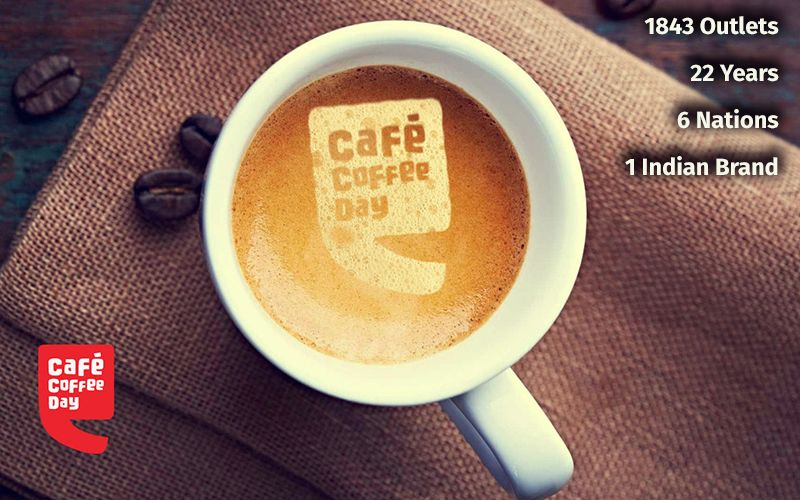 1843 Outlets
22 Years
6 Nations
1 Indian Brand
Café
Coffee
Day
Café
Coffee
Day